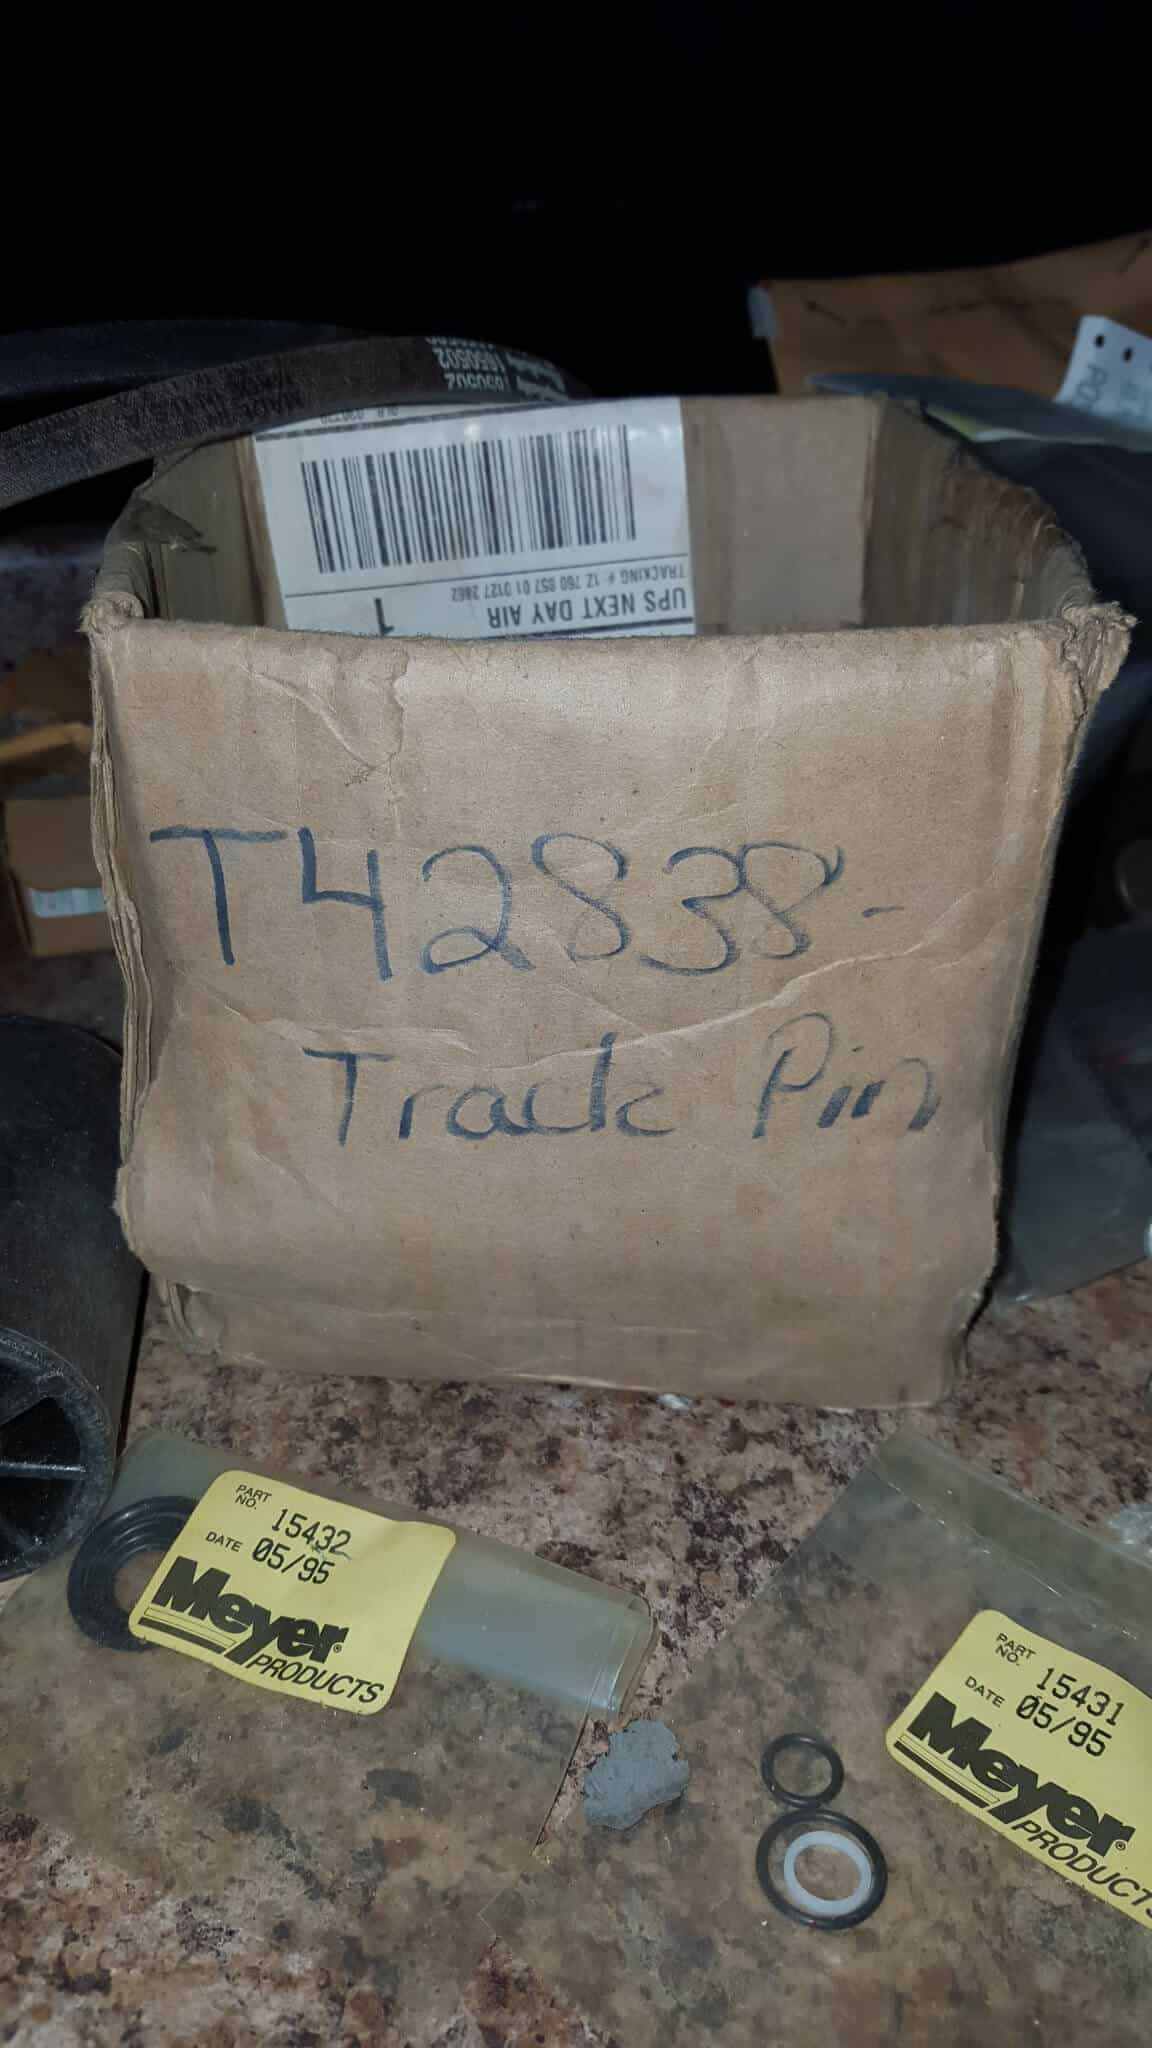 1650502
TRACKING #: 1Z 760 857 01 0127 2862
UPS NEXT DAY AIR
1
T42838-
Track Pin
PART
NO. 15432
DATE 05/95
Meyer®
PRODUCTS
PART
NO. 15431
DATE 05/95
Meyer®
PRODUCTS